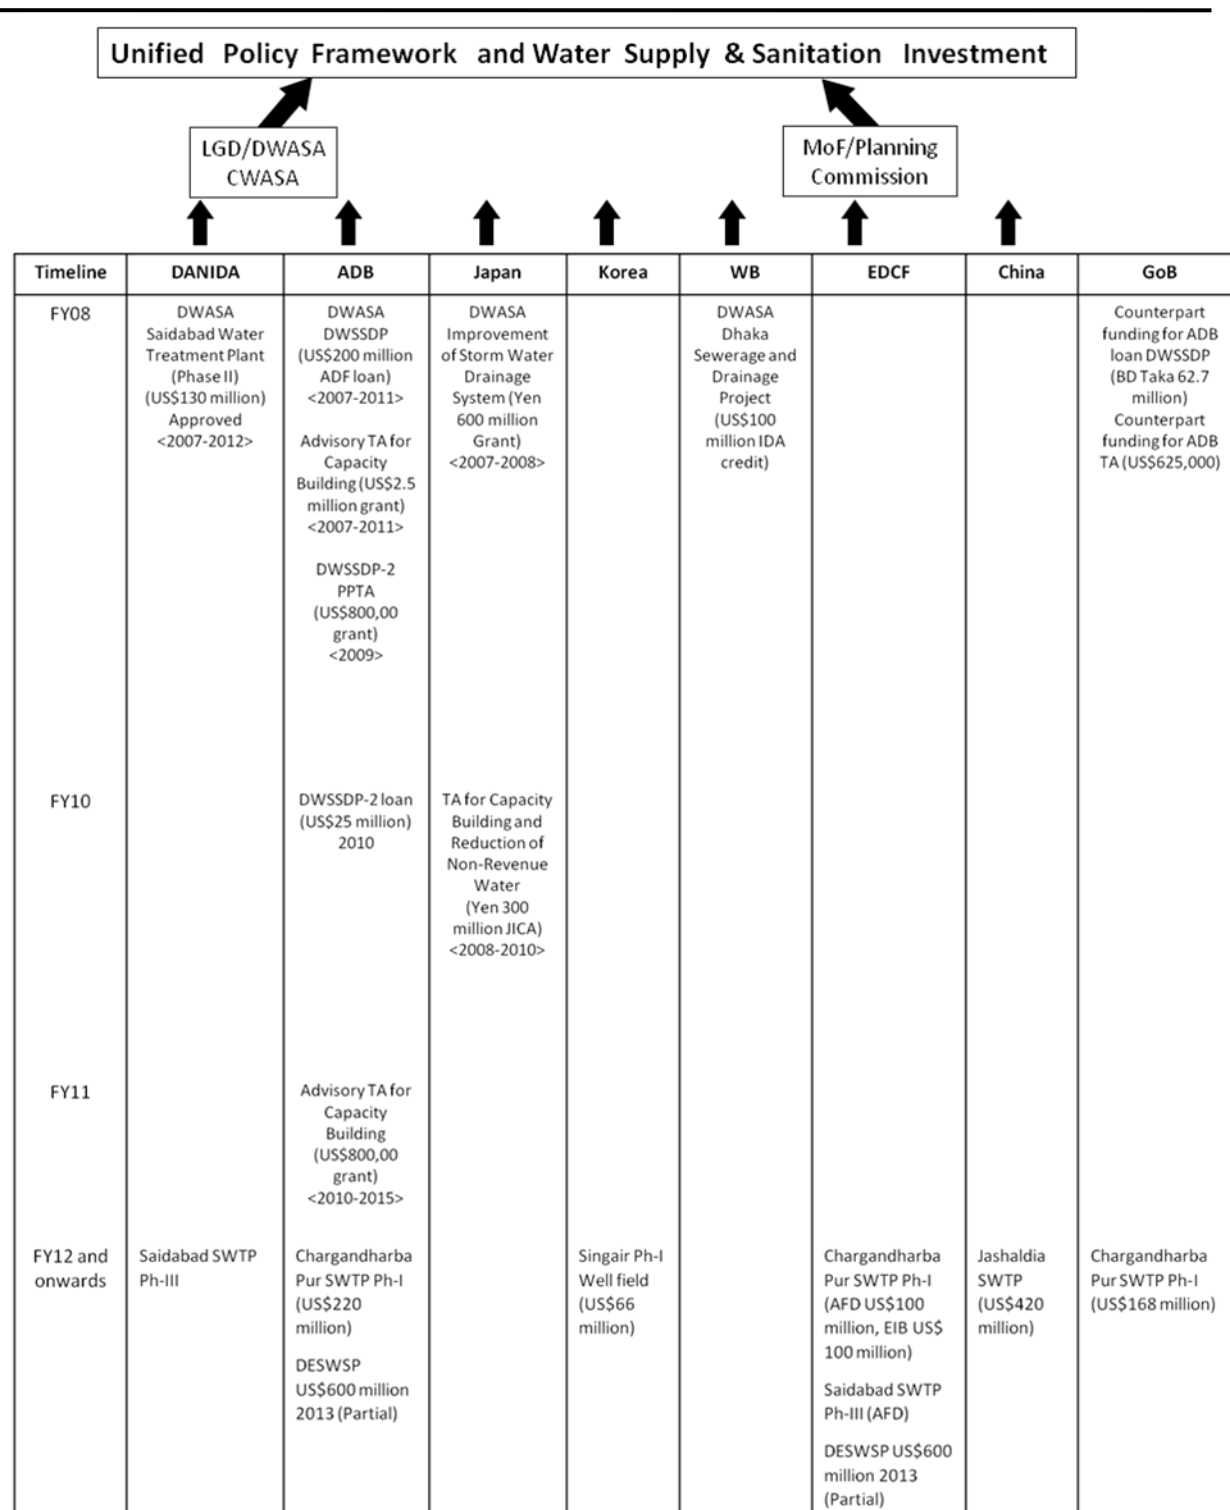 Unified Policy Framework and Water Supply & Sanitation Investment
LGD/DWASA
CWASA
MoF/Planning
Commission
Timeline
DANIDA
ADB
Japan
Korea
WB
EDCF
China
GoB
FY08
DWASA
Saidabad Water
Treatment Plant
(Phase II)
(US$130 million)
Approved
<2007-2012>
DWASA
DWSSDP
(US$200 million
ADF loan)
<2007-2011>
Advisory TA for
Capacity
Building (US$2.5
million grant)
<2007-2011>
DWSSDP-2
PPTA
(US$800,00
grant)
<2009>
DWASA
Improvement
of Storm Water
Drainage
System (Yen
600 million
Grant)
<2007-2008>
DWASA
Dhaka
Sewerage and
Drainage
Project
(US$100
million IDA
credit)
Counterpart
funding for ADB
loan DWSSDP
(BD Taka 62.7
million)
Counterpart
funding for ADB
TA (US$625,000)
FY10
DWSSDP-2 loan
(US$25 million)
2010
TA for Capacity
Building and
Reduction of
Non-Revenue
Water
(Yen 300
million JICA)
<2008-2010>
FY11
Advisory TA for
Capacity
Building
(US$800,00
grant)
<2010-2015>
FY12 and
onwards
Saidabad SWTP
Ph-III
Chargandharba
Pur SWTP Ph-I
(US$220
million)
DESWSP
US$600 million
2013 (Partial)
Singair Ph-I
Well field
(US$66
million)
Chargandharba
Pur SWTP Ph-I
(AFD US$100
million, EIB US$
100 million)
Saidabad SWTP
Ph-III (AFD)
DESWSP US$600
million 2013
(Partial)
Jashaldia
SWTP
(US$420
million)
Chargandharba
Pur SWTP Ph-I
(US$168 million)